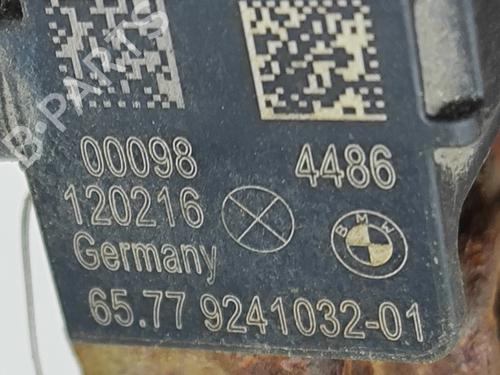 B-PARTS
00098 4486
120216
Germany
BMW
65.77 9241032-01